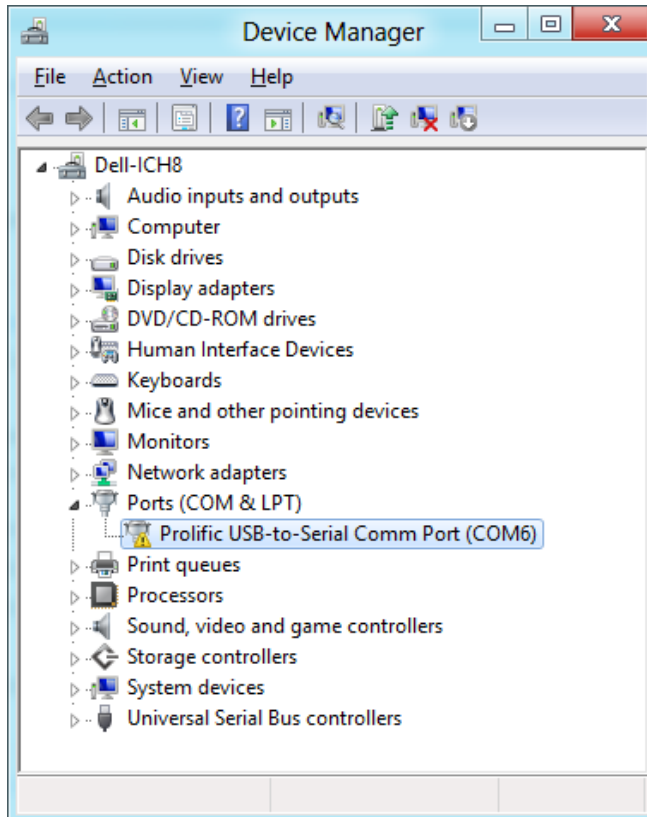 Device Manager
File Action View Help
Dell-ICH8
Audio inputs and outputs
Computer
Disk drives
Display adapters
DVD/CD-ROM drives
Human Interface Devices
Keyboards
Mice and other pointing devices
Monitors
Network adapters
Ports (COM & LPT)
Prolific USB-to-Serial Comm Port (COM6)
Print queues
Processors
Sound, video and game controllers
Storage controllers
System devices
Universal Serial Bus controllers